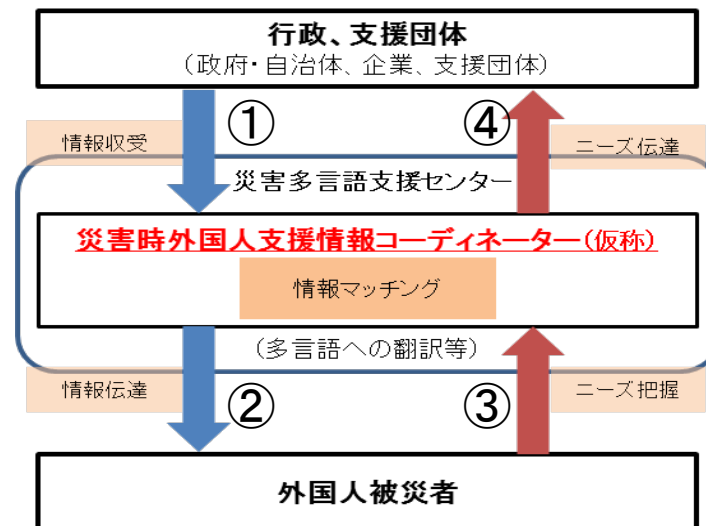 行政、支援団体
(政府・自治体、企業、支援団体)
①
④
情報収受
ニーズ伝達
災害多言語支援センター
災害時外国人支援情報コーディネーター(仮称)
情報マッチング
(多言語への翻訳等)
情報伝達
②
③
ニーズ把握
外国人被災者